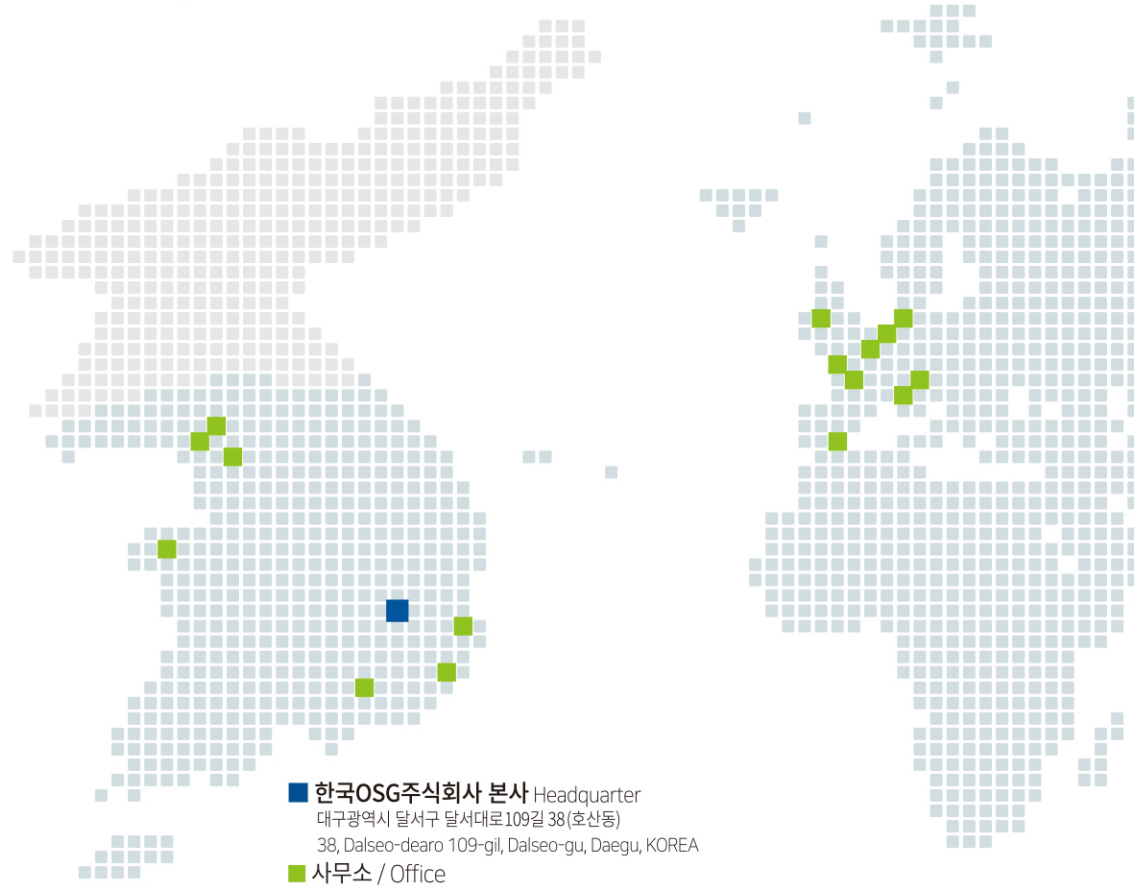 한국OSG주식회사 본사 Headquarter
대구광역시 달서구 달서대로109길 38(호산동)
38, Dalseo-dearo 109-gil, Dalseo-gu, Daegu, KOREA
사무소 / Office